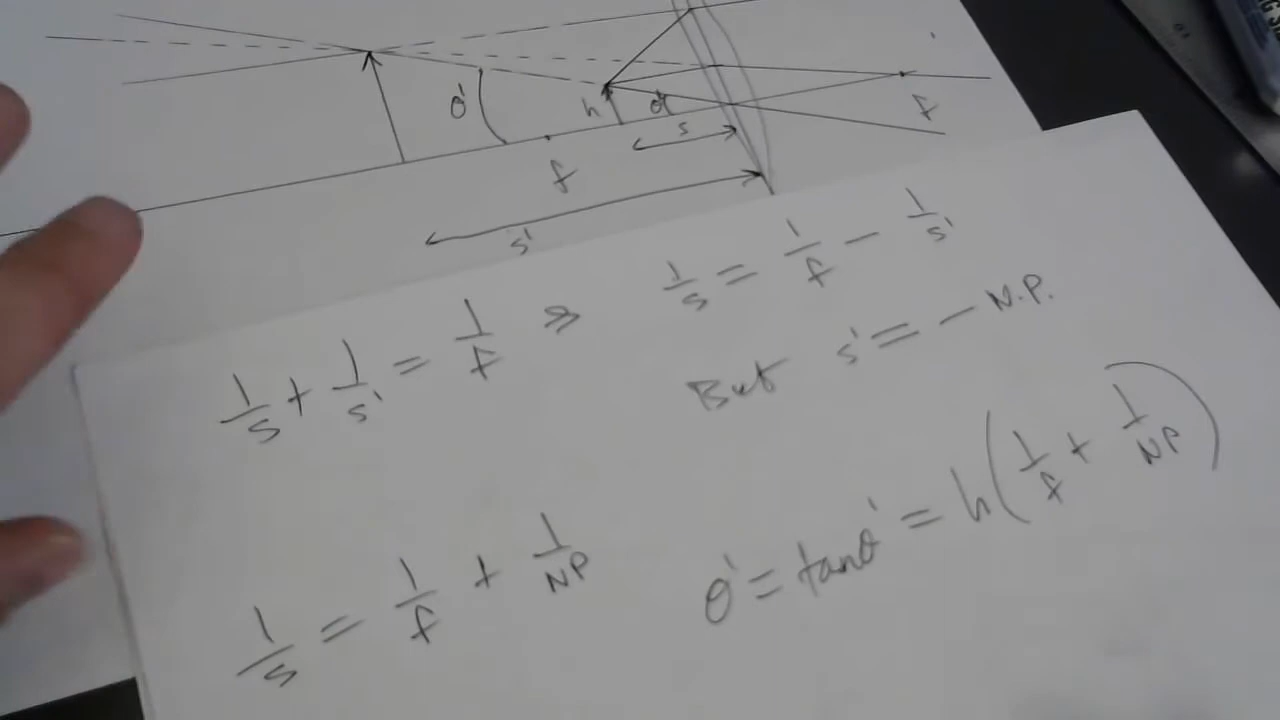 θ'
h
θ'
s
f
f
s'
1/s + 1/s' = 1/f ⇒ 1/s = 1/f − 1/s'
But s' = − N.P.
1/s = 1/f + 1/NP
θ' = tanθ' = h(1/f + 1/NP)